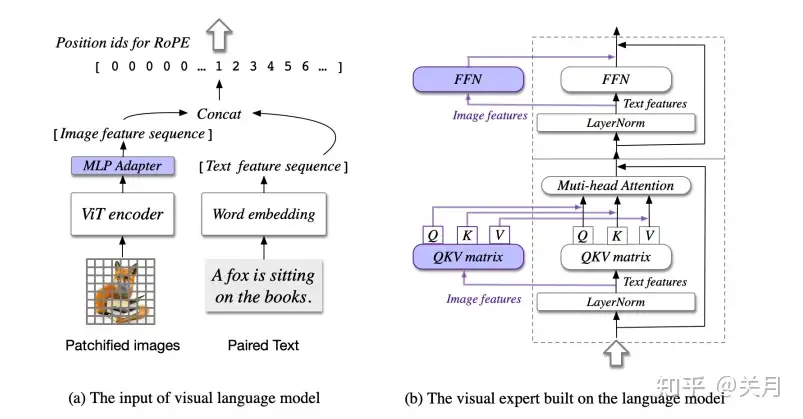 Position ids for RoPE
[ 0 0 0 0 0 … 1 2 3 4 5 6 … ]
Concat
[Image feature sequence]
MLP Adapter
[Text feature sequence]
ViT encoder
Word embedding
A fox is sitting
on the books.
Patchified images
Paired Text
(a) The input of visual language model
FFN
FFN
Image features
Text features
LayerNorm
Muti-head Attention
Q K V
Q K V
QKV matrix
QKV matrix
Text features
Image features
LayerNorm
(b) The visual expert built on the language model
知乎 @关月